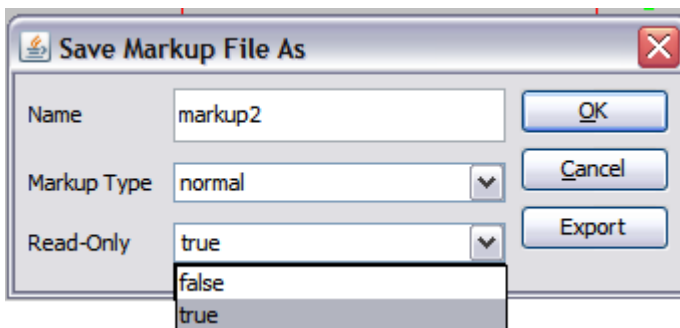 Save Markup File As
Name markup2 OK
Markup Type normal Cancel
Read-Only true Export
false
true